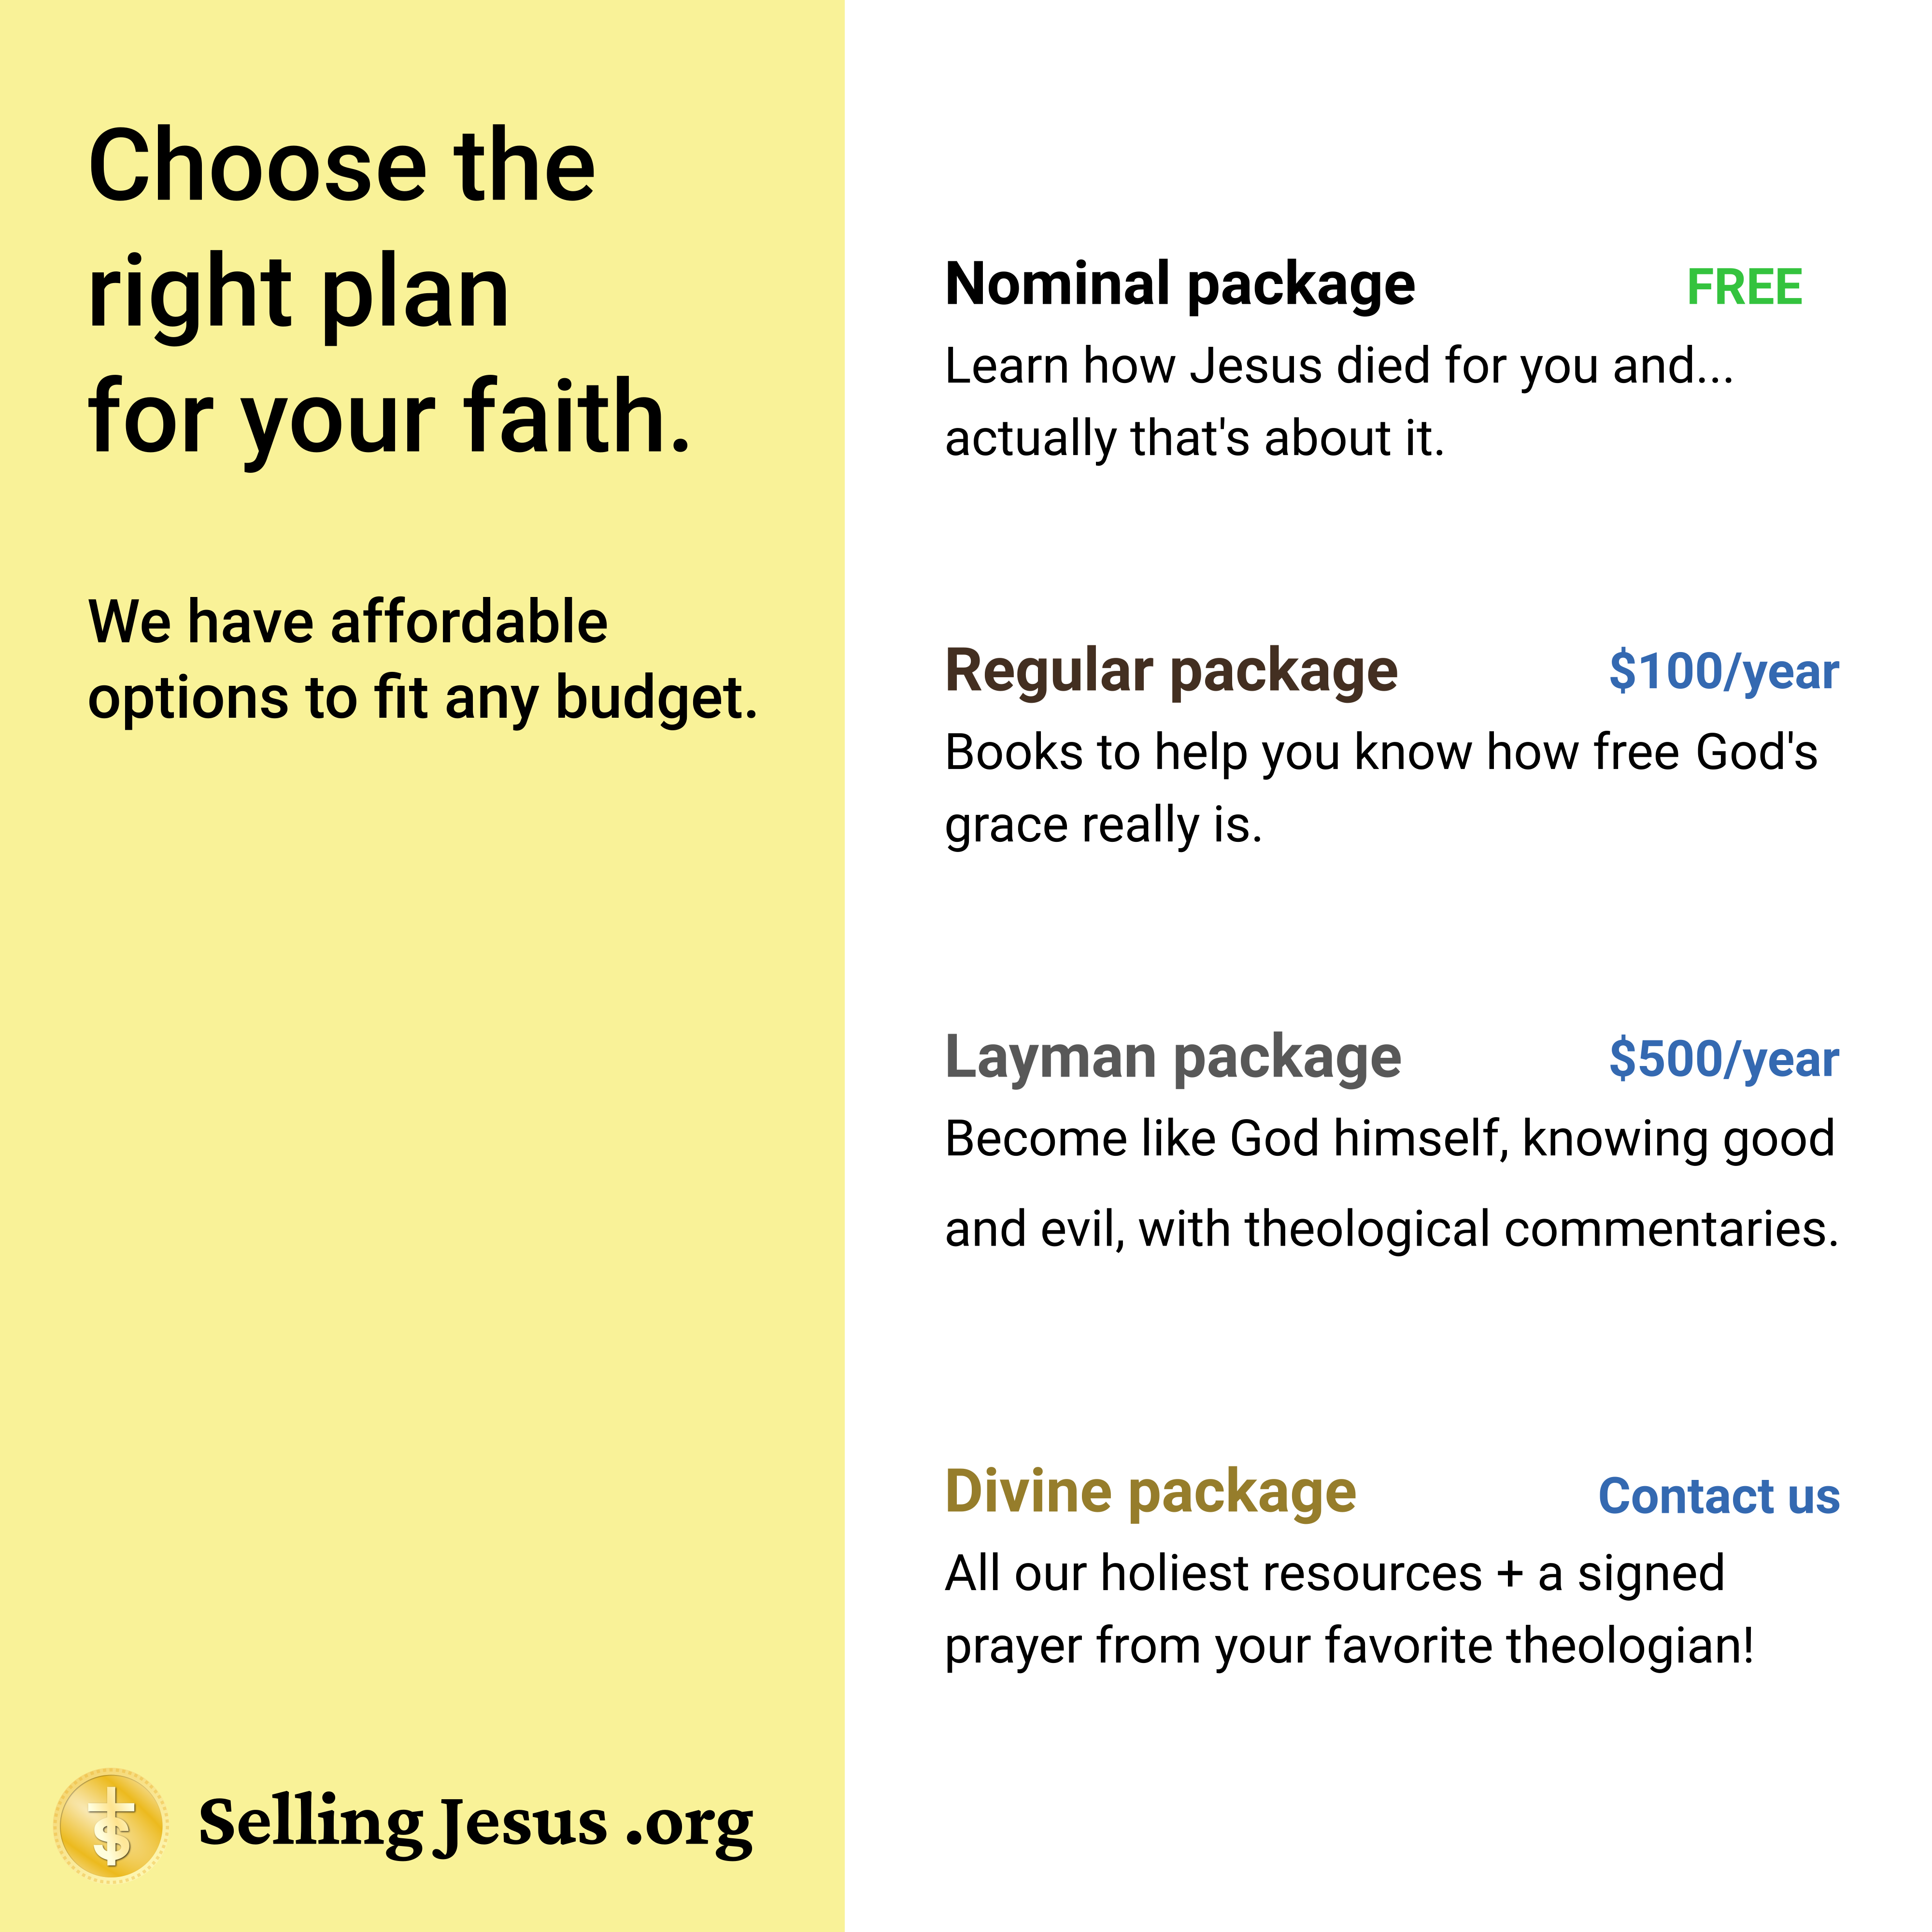 Choose the
right plan
for your faith.
We have affordable
options to fit any budget.
Nominal package FREE
Learn how Jesus died for you and...
actually that's about it.
Regular package $100/year
Books to help you know how free God's
grace really is.
Layman package $500/year
Become like God himself, knowing good
and evil, with theological commentaries.
Divine package Contact us
All our holiest resources + a signed
prayer from your favorite theologian!
$ Selling Jesus .org